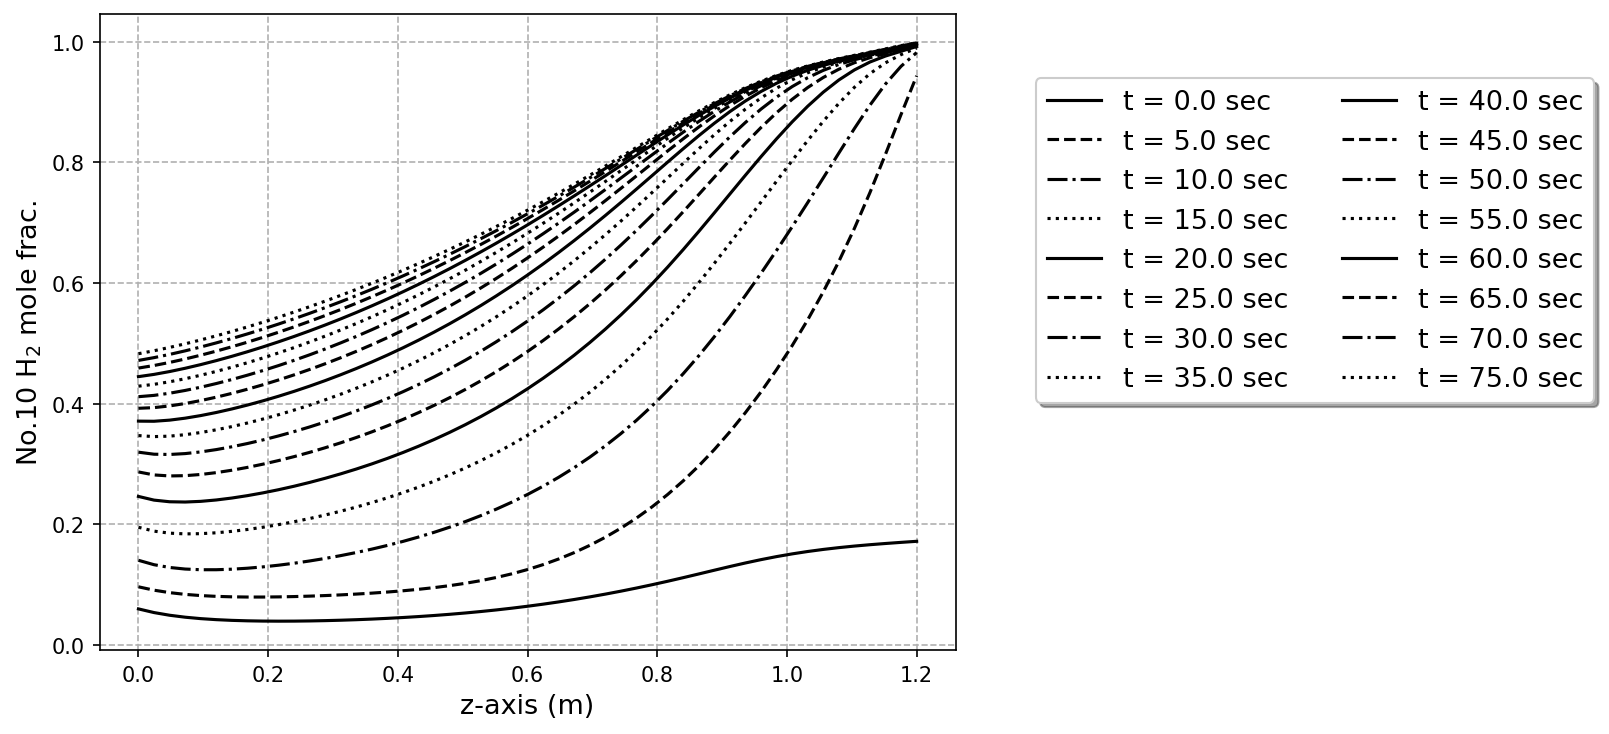 1.0
0.8
0.6
0.4
0.2
0.0
No.10 H₂ mole frac.
0.0 0.2 0.4 0.6 0.8 1.0 1.2
z-axis (m)
t = 0.0 sec
t = 5.0 sec
t = 10.0 sec
t = 15.0 sec
t = 20.0 sec
t = 25.0 sec
t = 30.0 sec
t = 35.0 sec
t = 40.0 sec
t = 45.0 sec
t = 50.0 sec
t = 55.0 sec
t = 60.0 sec
t = 65.0 sec
t = 70.0 sec
t = 75.0 sec